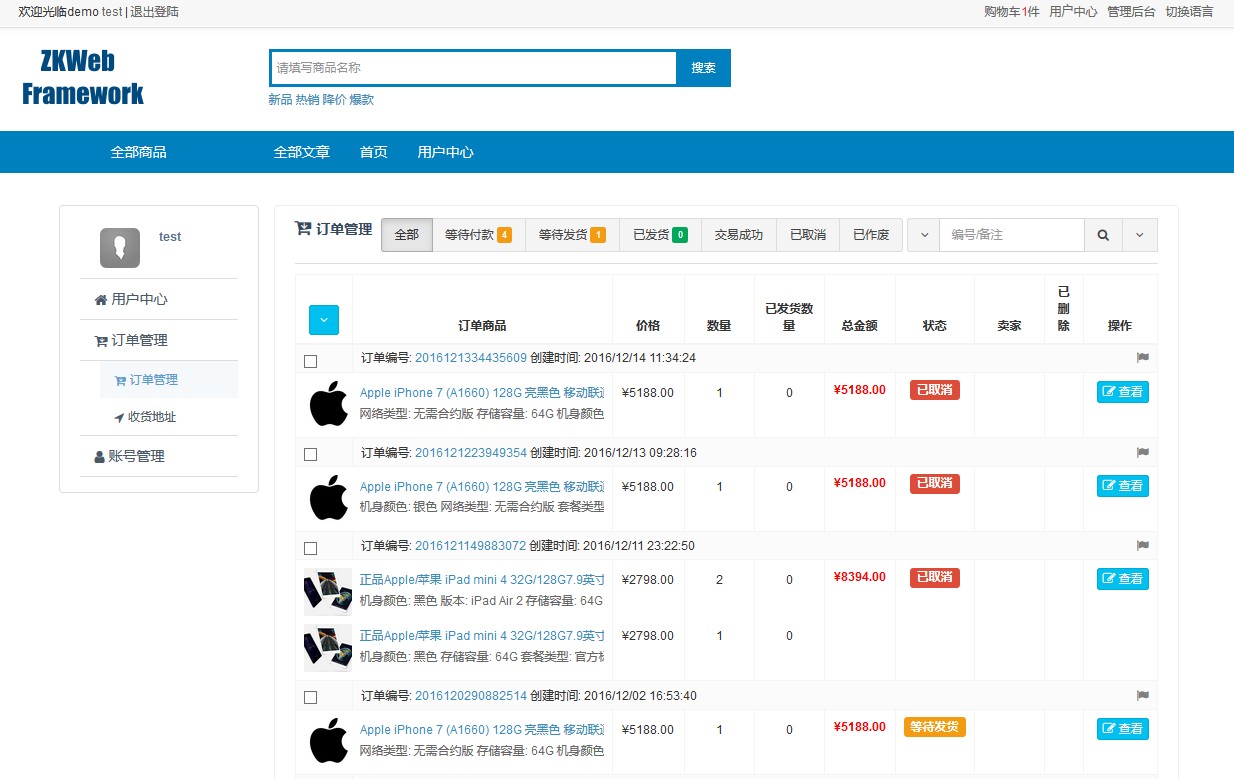 欢迎光临demo test | 退出登陆 购物车1件 用户中心 管理后台 切换语言
ZKWeb
Framework
请填写商品名称 搜索
新品 热销 降价 爆款
全部商品 全部文章 首页 用户中心
test
用户中心
订单管理
订单管理
收货地址
账号管理
订单管理 全部 等待付款 4 等待发货 1 已发货 0 交易成功 已取消 已作废 编号/备注
订单商品 价格 数量 已发货数量 总金额 状态 卖家 已删除 操作
订单编号: 2016121334435609 创建时间: 2016/12/14 11:34:24
Apple iPhone 7 (A1660) 128G 亮黑色 移动联通 ¥5188.00 1 0 ¥5188.00 已取消 查看
网络类型: 无需合约版 存储容量: 64G 机身颜色
订单编号: 2016121223949354 创建时间: 2016/12/13 09:28:16
Apple iPhone 7 (A1660) 128G 亮黑色 移动联通 ¥5188.00 1 0 ¥5188.00 已取消 查看
机身颜色: 银色 网络类型: 无需合约版 套餐类型
订单编号: 2016121149883072 创建时间: 2016/12/11 23:22:50
正品Apple/苹果 iPad mini 4 32G/128G7.9英寸 ¥2798.00 2 0 ¥8394.00 已取消 查看
机身颜色: 黑色 版本: iPad Air 2 存储容量: 64G
正品Apple/苹果 iPad mini 4 32G/128G7.9英寸 ¥2798.00 1 0
机身颜色: 黑色 存储容量: 64G 套餐类型: 官方标
订单编号: 2016120290882514 创建时间: 2016/12/02 16:53:40
Apple iPhone 7 (A1660) 128G 亮黑色 移动联通 ¥5188.00 1 0 ¥5188.00 等待发货 查看
网络类型: 无需合约版 存储容量: 64G 机身颜色